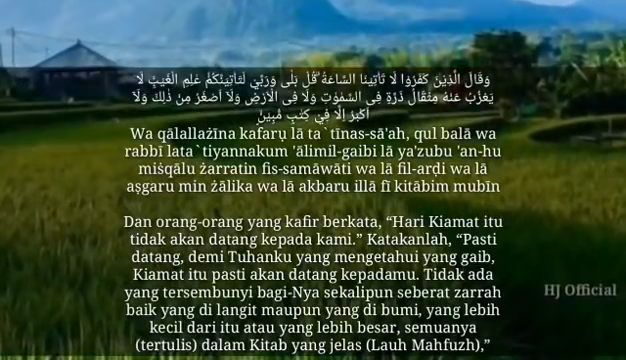 وَقَالَ الَّذِيْنَ كَفَرُوْا لَا تَأْتِيْنَا السَّاعَةُ ۗقُلْ بَلٰى وَرَبِّيْ لَتَأْتِيَنَّكُمْۙ عٰلِمِ الْغَيْبِۙ لَا
يَعْزُبُ عَنْهُ مِثْقَالُ ذَرَّةٍ فِى السَّمٰوٰتِ وَلَا فِى الْاَرْضِ وَلَآ اَصْغَرُ مِنْ ذٰلِكَ وَلَآ
اَكْبَرُ اِلَّا فِيْ كِتٰبٍ مُّبِيْنٍۙ
Wa qālallażīna kafarụ lā ta`tīnas-sā'ah, qul balā wa
rabbī lata`tiyannakum 'ālimil-gaibi lā ya'zubu 'an-hu
miṡqālu żarratin fis-samāwāti wa lā fil-arḍi wa lā
aṣgaru min żālika wa lā akbaru illā fī kitābim mubīn
Dan orang-orang yang kafir berkata, “Hari Kiamat itu
tidak akan datang kepada kami.” Katakanlah, “Pasti
datang, demi Tuhanku yang mengetahui yang gaib,
Kiamat itu pasti akan datang kepadamu. Tidak ada
yang tersembunyi bagi-Nya sekalipun seberat zarrah
baik yang di langit maupun yang di bumi, yang lebih
kecil dari itu atau yang lebih besar, semuanya
(tertulis) dalam Kitab yang jelas (Lauh Mahfuzh),”
HJ Official